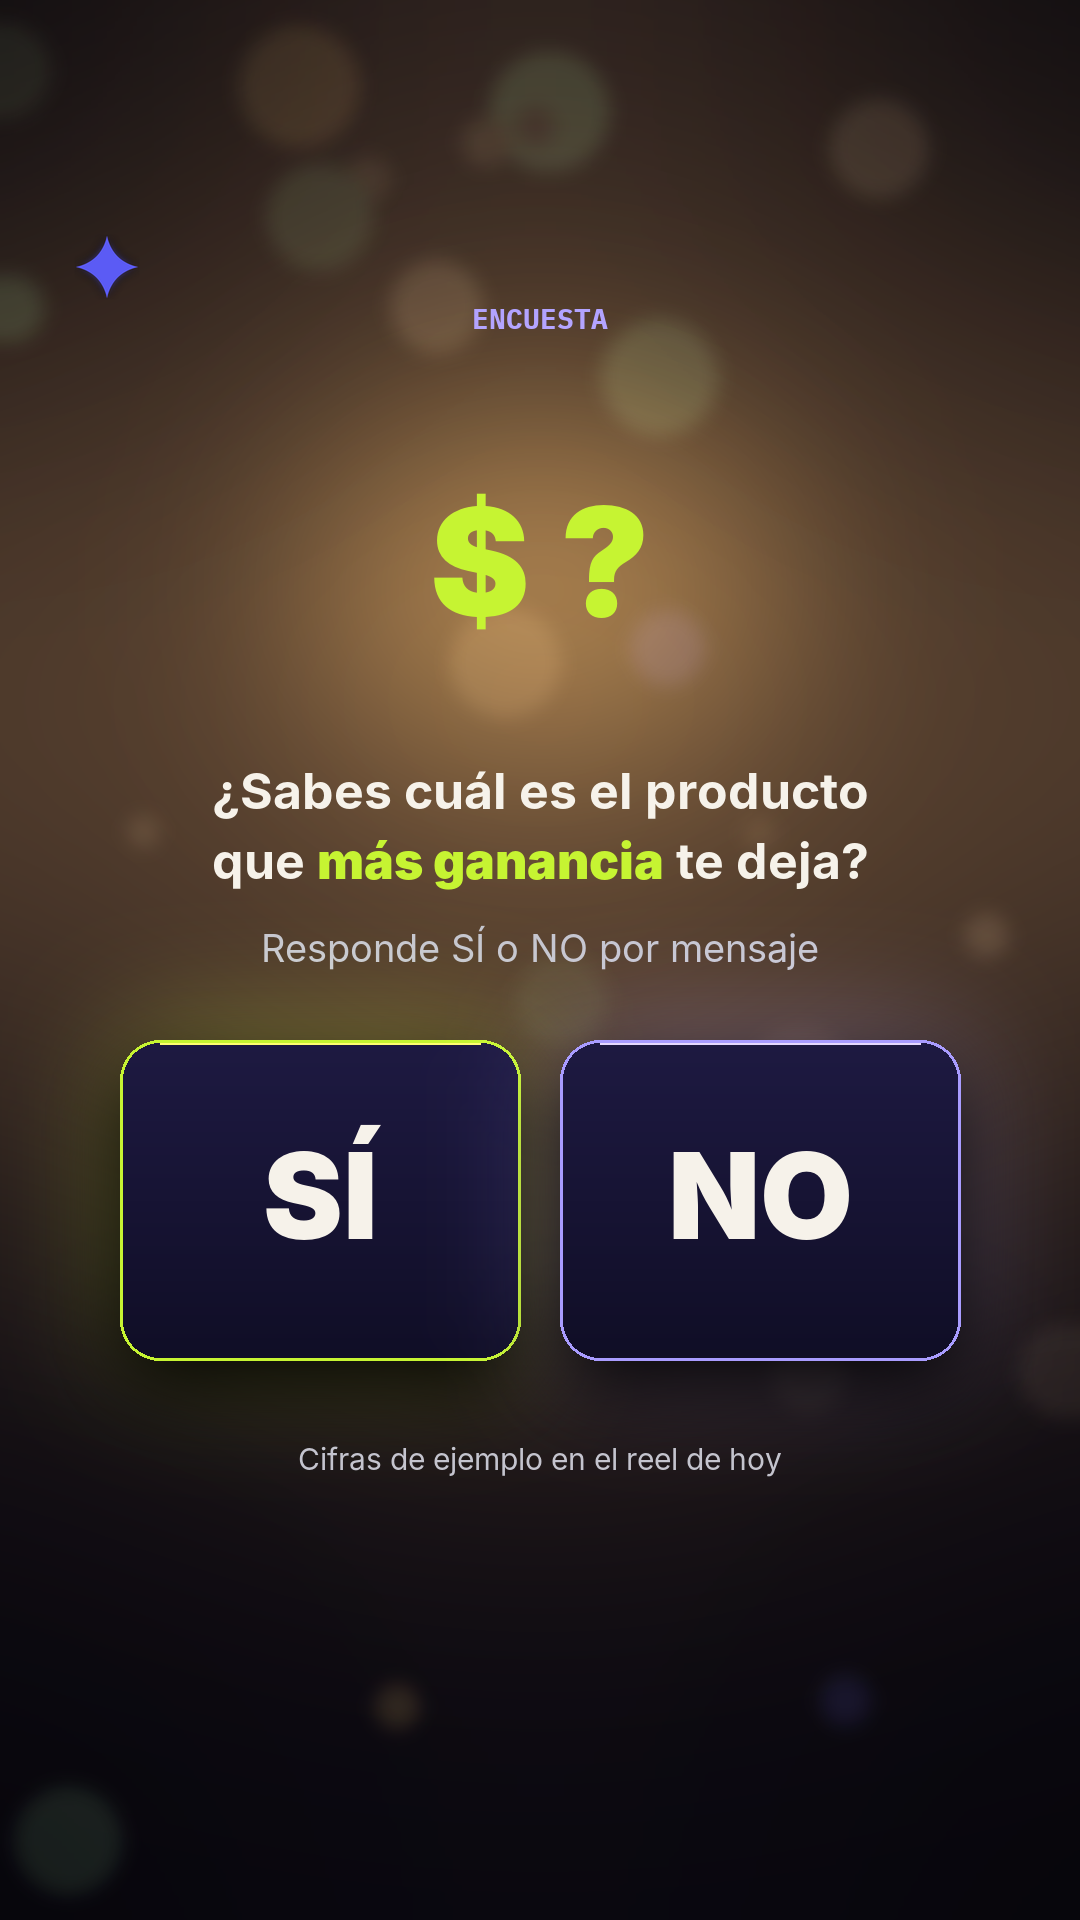 ENCUESTA
$ ?
¿Sabes cuál es el producto
que más ganancia te deja?
Responde SÍ o NO por mensaje
SÍ
NO
Cifras de ejemplo en el reel de hoy